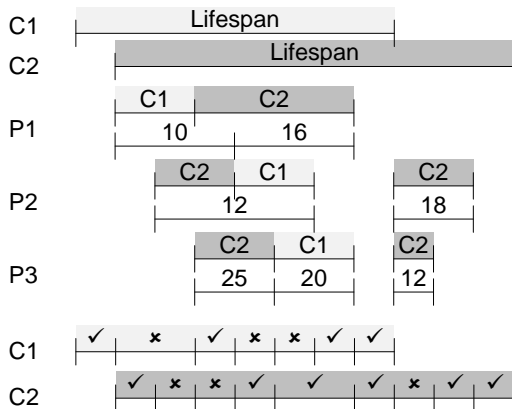 C1 Lifespan
C2 Lifespan
C1 C2
P1 10 16
C2 C1 C2
P2 12 18
C2 C1 C2
P3 25 20 12
C1 ✓ ✗ ✓ ✗ ✗ ✓ ✓
C2 ✓ ✗ ✗ ✓ ✓ ✓ ✗ ✓ ✓